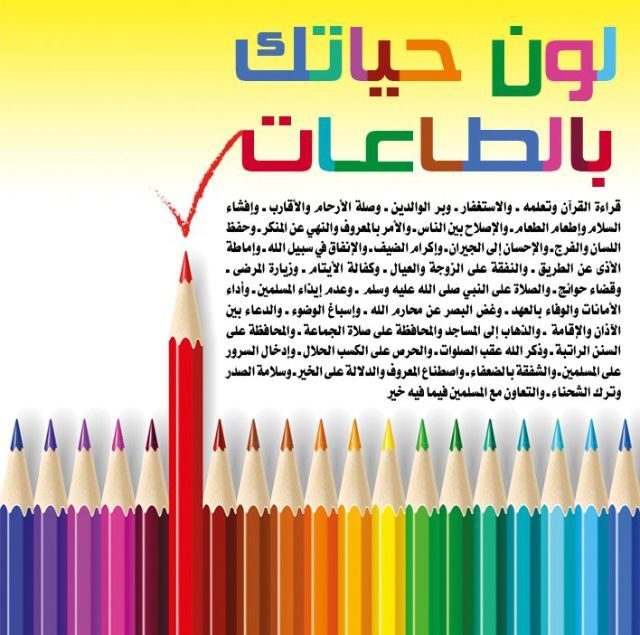 لون حياتك
بالطاعات
قراءة القرآن وتعلمه . والاستغفار . وبر الوالدين . وصلة الأرحام والأقارب . وإفشاء
السلام وإطعام الطعام . والإصلاح بين الناس . والأمر بالمعروف والنهي عن المنكر . وحفظ
اللسان والفرج . والإحسان إلى الجيران . وإكرام الضيف . والإنفاق في سبيل الله . وإماطة
الأذى عن الطريق . والنفقة على الزوجة والعيال . وكفالة الأيتام . وزيارة المرضى .
وقضاء حوائج . والصلاة على النبي صلى الله عليه وسلم . وعدم إيذاء المسلمين . وأداء
الأمانات والوفاء بالعهد . وغض البصر عن محارم الله . وإسباغ الوضوء . والدعاء بين
الآذان والإقامة . والذهاب إلى المساجد والمحافظة على صلاة الجماعة . والمحافظة على
السنن الراتبة . وذكر الله عقب الصلوات . والحرص على الكسب الحلال . وإدخال السرور
على المسلمين . والشفقة بالضعفاء . واصطناع المعروف والدلالة على الخير . وسلامة الصدر
وترك الشحناء . والتعاون مع المسلمين فيما فيه خير